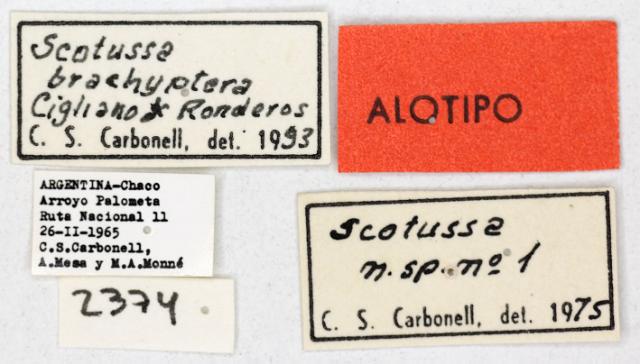 Scotussa
brachyptera
Cigliano & Ronderos
C. S. Carbonell, det. 1993
ALOTIPO
ARGENTINA-Chaco
Arroyo Palometa
Ruta Nacional 11
26-II-1965
C.S.Carbonell,
A.Mesa y M.A.Monné
2374
Scotussa
n. sp. nº 1
C. S. Carbonell, det. 1975